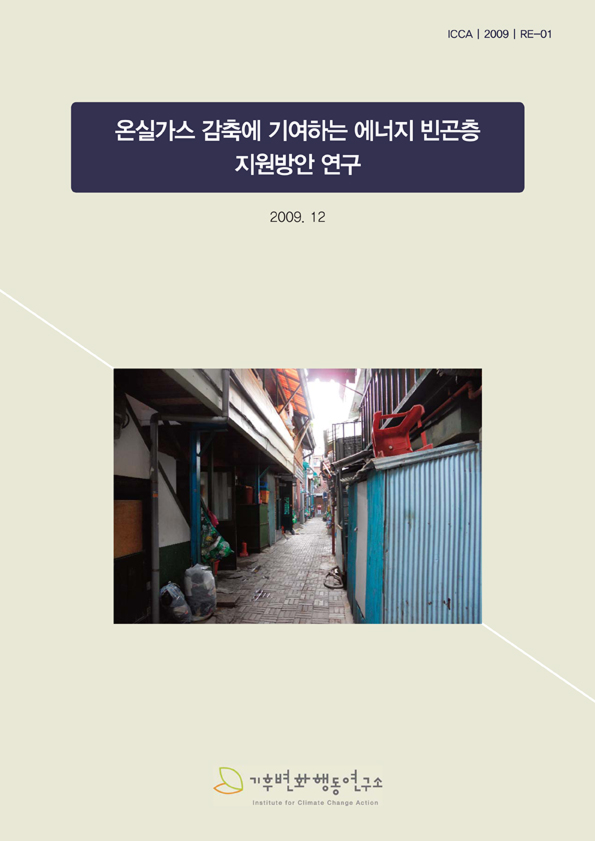 ICCA | 2009 | RE-01
온실가스 감축에 기여하는 에너지 빈곤층
지원방안 연구
2009. 12
기후변화행동연구소
Institute for Climate Change Action